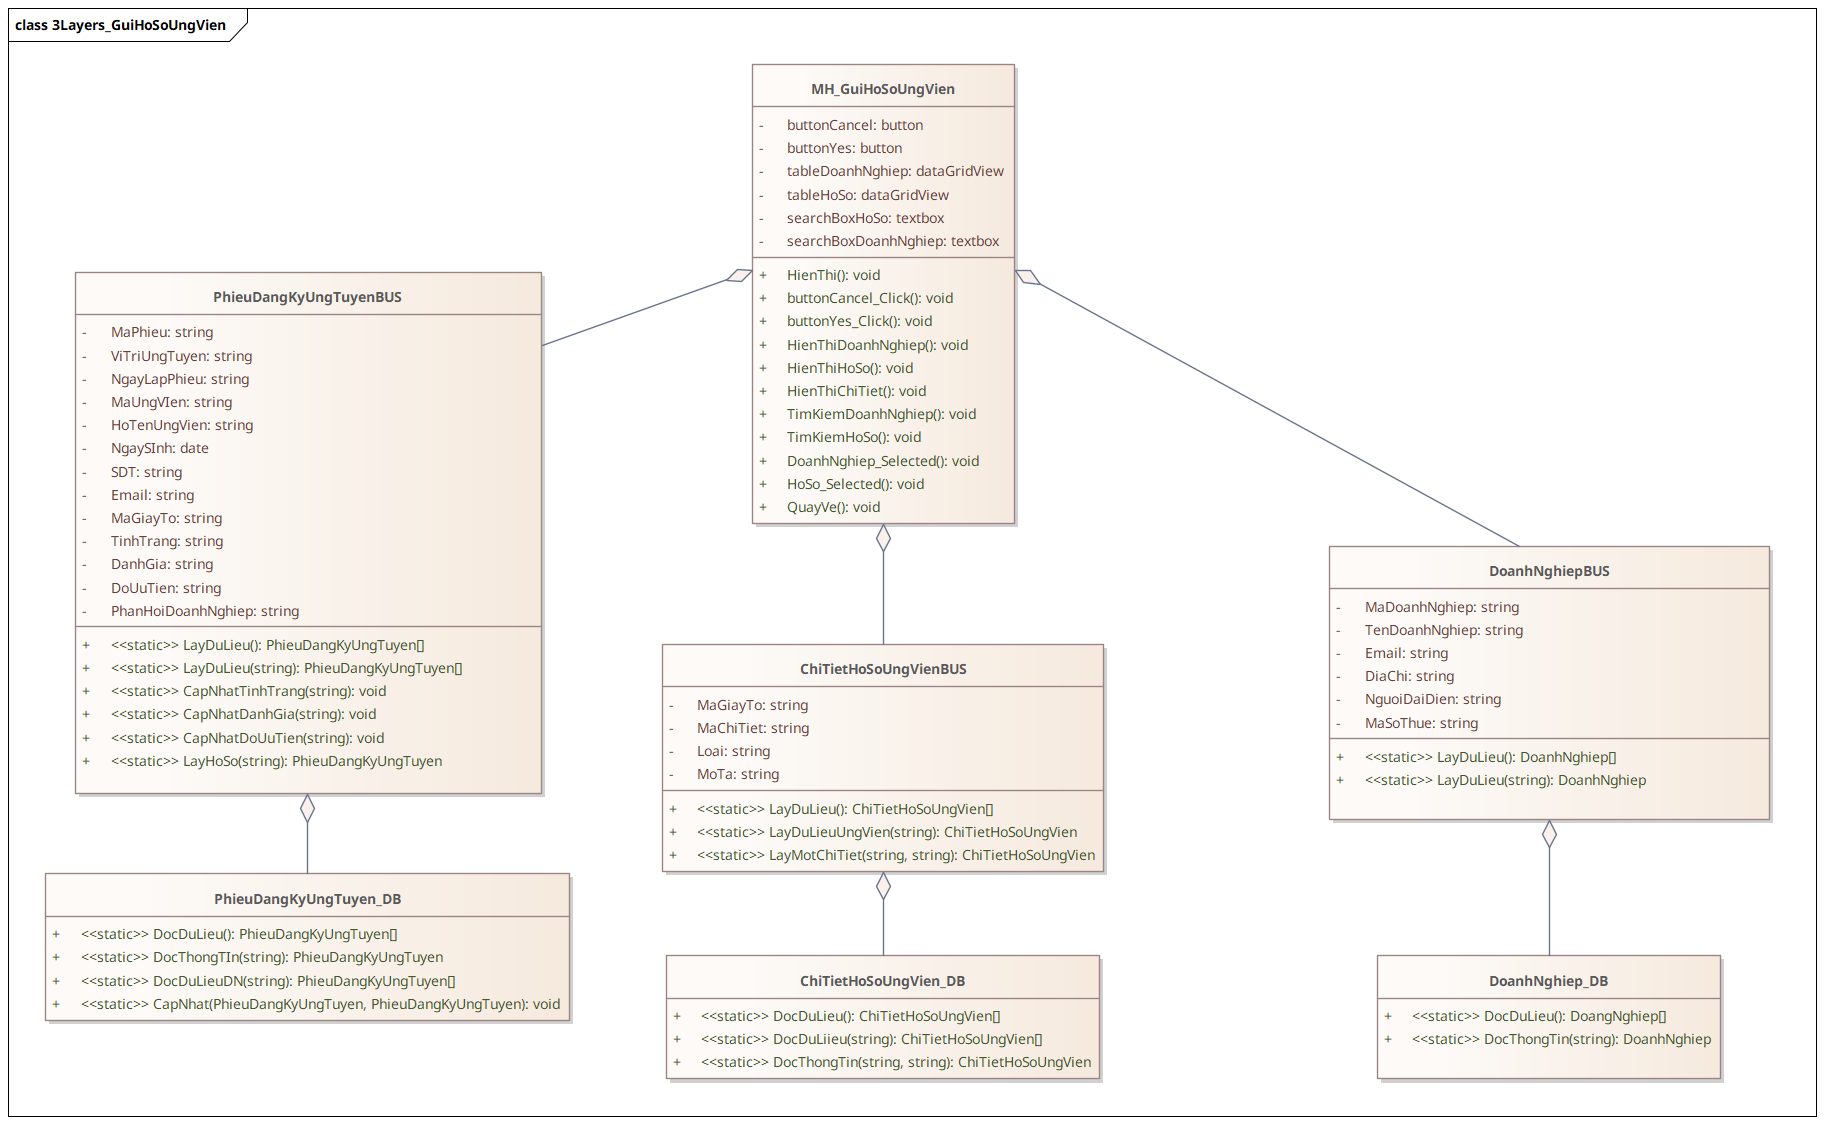 class 3Layers_GuiHoSoUngVien
MH_GuiHoSoUngVien
- buttonCancel: button
- buttonYes: button
- tableDoanhNghiep: dataGridView
- tableHoSo: dataGridView
- searchBoxHoSo: textbox
- searchBoxDoanhNghiep: textbox
+ HienThi(): void
+ buttonCancel_Click(): void
+ buttonYes_Click(): void
+ HienThiDoanhNghiep(): void
+ HienThiHoSo(): void
+ HienThiChiTiet(): void
+ TimKiemDoanhNghiep(): void
+ TimKiemHoSo(): void
+ DoanhNghiep_Selected(): void
+ HoSo_Selected(): void
+ QuayVe(): void
PhieuDangKyUngTuyenBUS
- MaPhieu: string
- ViTriUngTuyen: string
- NgayLapPhieu: string
- MaUngVIen: string
- HoTenUngVien: string
- NgaySInh: date
- SDT: string
- Email: string
- MaGiayTo: string
- TinhTrang: string
- DanhGia: string
- DoUuTien: string
- PhanHoiDoanhNghiep: string
+ <<static>> LayDuLieu(): PhieuDangKyUngTuyen[]
+ <<static>> LayDuLieu(string): PhieuDangKyUngTuyen[]
+ <<static>> CapNhatTinhTrang(string): void
+ <<static>> CapNhatDanhGia(string): void
+ <<static>> CapNhatDoUuTien(string): void
+ <<static>> LayHoSo(string): PhieuDangKyUngTuyen
DoanhNghiepBUS
- MaDoanhNghiep: string
- TenDoanhNghiep: string
- Email: string
- DiaChi: string
- NguoiDaiDien: string
- MaSoThue: string
+ <<static>> LayDuLieu(): DoanhNghiep[]
+ <<static>> LayDuLieu(string): DoanhNghiep
ChiTietHoSoUngVienBUS
- MaGiayTo: string
- MaChiTiet: string
- Loai: string
- MoTa: string
+ <<static>> LayDuLieu(): ChiTietHoSoUngVien[]
+ <<static>> LayDuLieuUngVien(string): ChiTietHoSoUngVien
+ <<static>> LayMotChiTiet(string, string): ChiTietHoSoUngVien
PhieuDangKyUngTuyen_DB
+ <<static>> DocDuLieu(): PhieuDangKyUngTuyen[]
+ <<static>> DocThongTIn(string): PhieuDangKyUngTuyen
+ <<static>> DocDuLieuDN(string): PhieuDangKyUngTuyen[]
+ <<static>> CapNhat(PhieuDangKyUngTuyen, PhieuDangKyUngTuyen): void
ChiTietHoSoUngVien_DB
+ <<static>> DocDuLieu(): ChiTietHoSoUngVien[]
+ <<static>> DocDuLiieu(string): ChiTietHoSoUngVien[]
+ <<static>> DocThongTin(string, string): ChiTietHoSoUngVien
DoanhNghiep_DB
+ <<static>> DocDuLieu(): DoangNghiep[]
+ <<static>> DocThongTin(string): DoanhNghiep